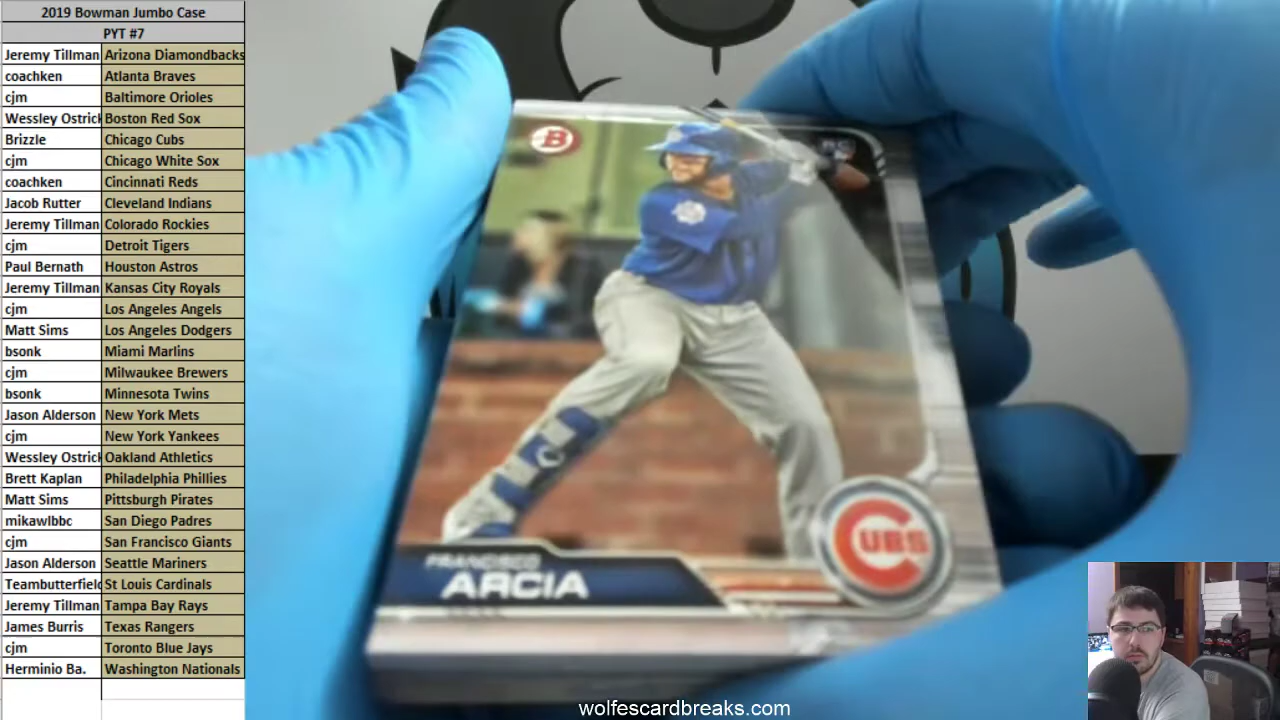 2019 Bowman Jumbo Case
PYT #7
Jeremy Tillman Arizona Diamondbacks
coachken Atlanta Braves
cjm Baltimore Orioles
Wessley Ostrick Boston Red Sox
Brizzle Chicago Cubs
cjm Chicago White Sox
coachken Cincinnati Reds
Jacob Rutter Cleveland Indians
Jeremy Tillman Colorado Rockies
cjm Detroit Tigers
Paul Bernath Houston Astros
Jeremy Tillman Kansas City Royals
cjm Los Angeles Angels
Matt Sims Los Angeles Dodgers
bsonk Miami Marlins
cjm Milwaukee Brewers
bsonk Minnesota Twins
Jason Alderson New York Mets
cjm New York Yankees
Wessley Ostrick Oakland Athletics
Brett Kaplan Philadelphia Phillies
Matt Sims Pittsburgh Pirates
mikawlbbc San Diego Padres
cjm San Francisco Giants
Jason Alderson Seattle Mariners
Teambutterfield St Louis Cardinals
Jeremy Tillman Tampa Bay Rays
James Burris Texas Rangers
cjm Toronto Blue Jays
Herminio Ba. Washington Nationals
B
RC
FRANCISCO
ARCIA
CUBS
wolfescardbreaks.com